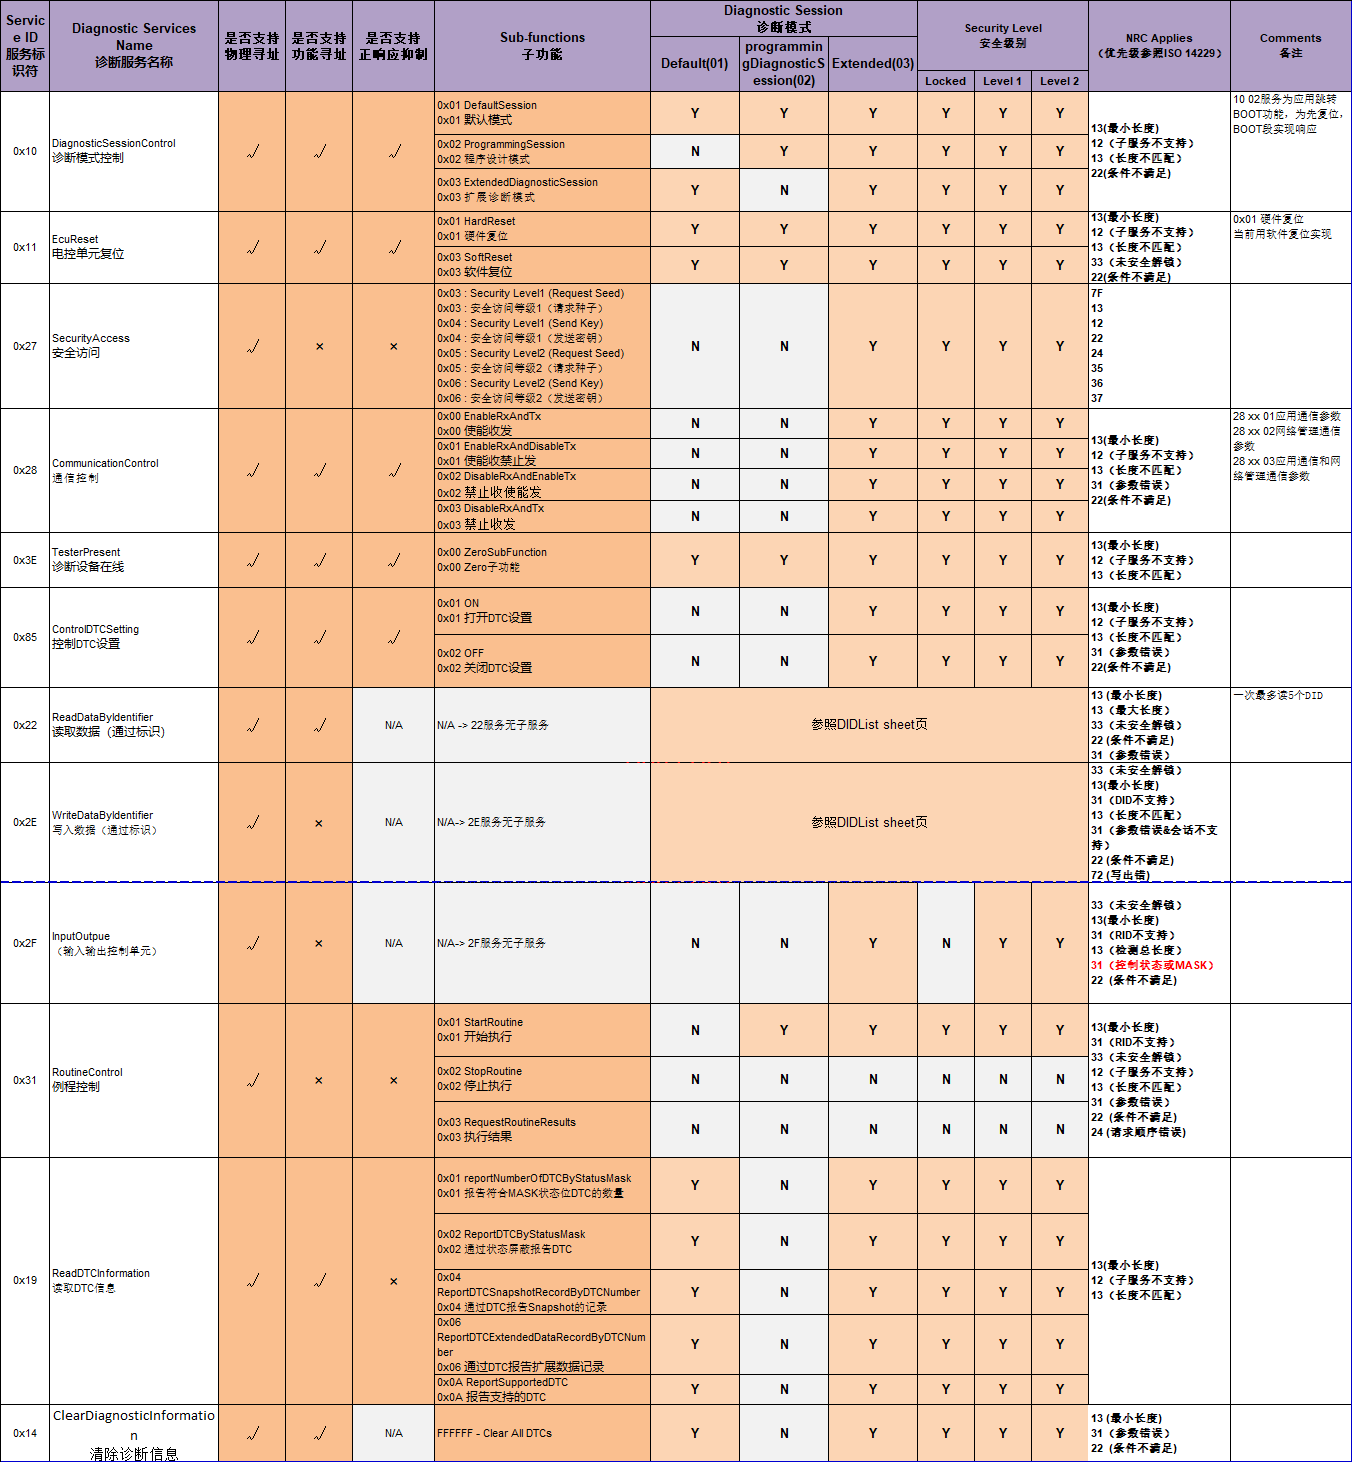 Servic
e ID
服务标
识符
Diagnostic Services
Name
诊断服务名称
是否支持
物理寻址
是否支持
功能寻址
是否支持
正响应抑制
Sub-functions
子功能
Diagnostic Session
诊断模式
Default(01)
programmin
gDiagnosticS
ession(02)
Extended(03)
Security Level
安全级别
Locked
Level 1
Level 2
NRC Applies
(优先级参照ISO 14229)
Comments
备注
0x10
DiagnosticSessionControl
诊断模式控制
√
√
√
0x01 DefaultSession
0x01 默认模式
Y Y Y Y Y Y
0x02 ProgrammingSession
0x02 程序设计模式
N Y Y Y Y Y
0x03 ExtendedDiagnosticSession
0x03 扩展诊断模式
Y N Y Y Y Y
13(最小长度)
12（子服务不支持）
13（长度不匹配）
22(条件不满足)
10 02服务为应用跳转
BOOT功能，为先复位，
BOOT段实现响应
0x11
EcuReset
电控单元复位
√
√
√
0x01 HardReset
0x01 硬件复位
Y Y Y Y Y Y
0x03 SoftReset
0x03 软件复位
Y Y Y Y Y Y
13(最小长度)
12（子服务不支持）
13（长度不匹配）
33（未安全解锁）
22(条件不满足)
0x01 硬件复位
当前用软件复位实现
0x27
SecurityAccess
安全访问
√
×
×
0x03 : Security Level1 (Request Seed)
0x03 : 安全访问等级1（请求种子）
0x04 : Security Level1 (Send Key)
0x04 : 安全访问等级1（发送密钥）
0x05 : Security Level2 (Request Seed)
0x05 : 安全访问等级2（请求种子）
0x06 : Security Level2 (Send Key)
0x06 : 安全访问等级2（发送密钥）
N N Y Y Y Y
7F
13
12
22
24
35
36
37
0x28
CommunicationControl
通信控制
√
√
√
0x00 EnableRxAndTx
0x00 使能收发
N N Y Y Y Y
0x01 EnableRxAndDisableTx
0x01 使能收禁止发
N N Y Y Y Y
0x02 DisableRxAndEnableTx
0x02 禁止收使能发
N N Y Y Y Y
0x03 DisableRxAndTx
0x03 禁止收发
N N Y Y Y Y
13(最小长度)
12（子服务不支持）
13（长度不匹配）
31（参数错误）
22(条件不满足)
28 xx 01应用通信参数
28 xx 02网络管理通信
参数
28 xx 03应用通信和网
络管理通信参数
0x3E
TesterPresent
诊断设备在线
√
√
√
0x00 ZeroSubFunction
0x00 Zero子功能
Y Y Y Y Y Y
13(最小长度)
12（子服务不支持）
13（长度不匹配）
0x85
ControlDTCSetting
控制DTC设置
√
√
√
0x01 ON
0x01 打开DTC设置
N N Y Y Y Y
0x02 OFF
0x02 关闭DTC设置
N N Y Y Y Y
13(最小长度)
12（子服务不支持）
13（长度不匹配）
31（参数错误）
22(条件不满足)
0x22
ReadDataByIdentifier
读取数据（通过标识）
√
√
N/A
N/A -> 22服务无子服务
参照DIDList sheet页
13 (最小长度)
13（最大长度）
33（未安全解锁）
22 (条件不满足)
31（参数错误）
一次最多读5个DID
0x2E
WriteDataByIdentifier
写入数据（通过标识）
√
×
N/A
N/A-> 2E服务无子服务
参照DIDList sheet页
33（未安全解锁）
13(最小长度)
31（DID不支持）
13（长度不匹配）
31（参数错误&会话不支
持）
22 (条件不满足)
72 (写出错)
0x2F
InputOutpue
（输入输出控制单元）
√
×
N/A
N/A-> 2F服务无子服务
N N Y N Y Y
33（未安全解锁）
13(最小长度)
31（RID不支持）
13（检测总长度）
31（控制状态或MASK）
22 (条件不满足)
0x31
RoutineControl
例程控制
√
×
×
0x01 StartRoutine
0x01 开始执行
N Y Y Y Y Y
0x02 StopRoutine
0x02 停止执行
N N N N N N
0x03 RequestRoutineResults
0x03 执行结果
N N N N N N
13(最小长度)
31（RID不支持）
33（未安全解锁）
12（子服务不支持）
13（长度不匹配）
31（参数错误）
22 (条件不满足)
24 (请求顺序错误)
0x19
ReadDTCInformation
读取DTC信息
√
√
×
0x01 reportNumberOfDTCByStatusMask
0x01 报告符合MASK状态位DTC的数量
Y N Y Y Y Y
0x02 ReportDTCByStatusMask
0x02 通过状态屏蔽报告DTC
Y N Y Y Y Y
0x04
ReportDTCSnapshotRecordByDTCNumber
0x04 通过DTC报告Snapshot的记录
Y N Y Y Y Y
0x06
ReportDTCExtendedDataRecordByDTCNum
ber
0x06 通过DTC报告扩展数据记录
Y N Y Y Y Y
0x0A ReportSupportedDTC
0x0A 报告支持的DTC
Y N Y Y Y Y
13(最小长度)
12（子服务不支持）
13（长度不匹配）
0x14
ClearDiagnosticInformatio
n
清除诊断信息
√
√
N/A
FFFFFF - Clear All DTCs
Y N Y Y Y Y
13 (最小长度)
31（参数错误）
22 (条件不满足)